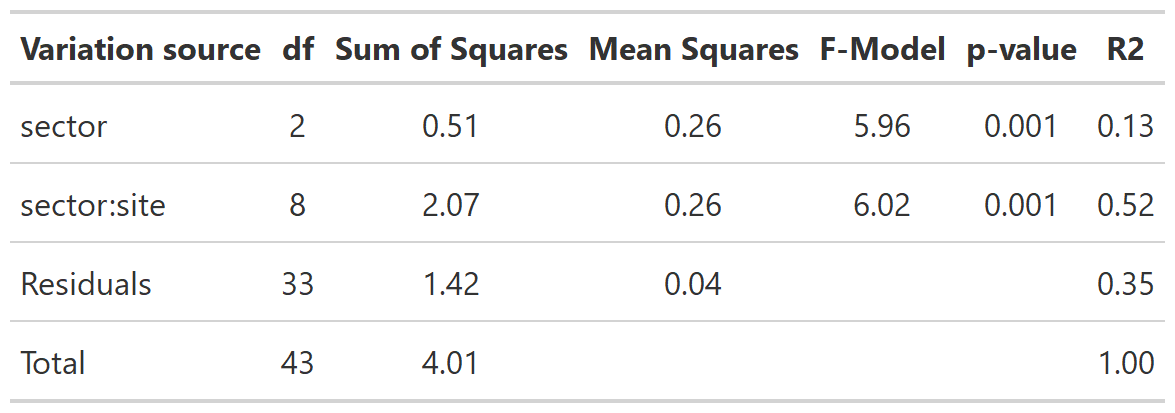 Variation source df Sum of Squares Mean Squares F-Model p-value R2
sector 2 0.51 0.26 5.96 0.001 0.13
sector:site 8 2.07 0.26 6.02 0.001 0.52
Residuals 33 1.42 0.04 0.35
Total 43 4.01 1.00